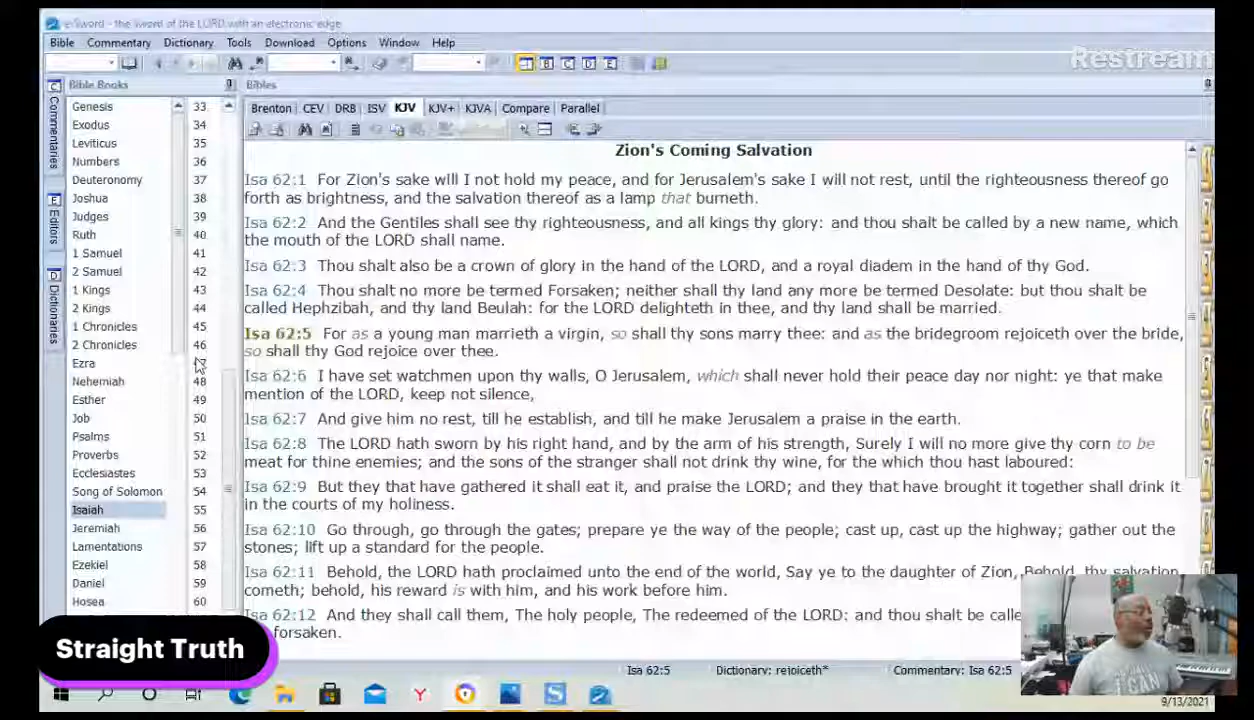 e-Sword - the Sword of the LORD with an electronic edge
Bible Commentary Dictionary Tools Download Options Window Help
Restream
Bible Books
Bibles
Commentaries
Editors
Dictionaries
Brenton CEV DRB ISV KJV KJV+ KJVA Compare Parallel
Genesis 33
Exodus 34
Leviticus 35
Numbers 36
Deuteronomy 37
Joshua 38
Judges 39
Ruth 40
1 Samuel 41
2 Samuel 42
1 Kings 43
2 Kings 44
1 Chronicles 45
2 Chronicles 46
Ezra
Nehemiah 48
Esther 49
Job 50
Psalms 51
Proverbs 52
Ecclesiastes 53
Song of Solomon 54
Isaiah 55
Jeremiah 56
Lamentations 57
Ezekiel 58
Daniel 59
Hosea 60
Zion's Coming Salvation
Isa 62:1 For Zion's sake will I not hold my peace, and for Jerusalem's sake I will not rest, until the righteousness thereof go
forth as brightness, and the salvation thereof as a lamp that burneth.
Isa 62:2 And the Gentiles shall see thy righteousness, and all kings thy glory: and thou shalt be called by a new name, which
the mouth of the LORD shall name.
Isa 62:3 Thou shalt also be a crown of glory in the hand of the LORD, and a royal diadem in the hand of thy God.
Isa 62:4 Thou shalt no more be termed Forsaken; neither shall thy land any more be termed Desolate: but thou shalt be
called Hephzibah, and thy land Beulah: for the LORD delighteth in thee, and thy land shall be married.
Isa 62:5 For as a young man marrieth a virgin, so shall thy sons marry thee: and as the bridegroom rejoiceth over the bride,
so shall thy God rejoice over thee.
Isa 62:6 I have set watchmen upon thy walls, O Jerusalem, which shall never hold their peace day nor night: ye that make
mention of the LORD, keep not silence,
Isa 62:7 And give him no rest, till he establish, and till he make Jerusalem a praise in the earth.
Isa 62:8 The LORD hath sworn by his right hand, and by the arm of his strength, Surely I will no more give thy corn to be
meat for thine enemies; and the sons of the stranger shall not drink thy wine, for the which thou hast laboured:
Isa 62:9 But they that have gathered it shall eat it, and praise the LORD; and they that have brought it together shall drink it
in the courts of my holiness.
Isa 62:10 Go through, go through the gates; prepare ye the way of the people; cast up, cast up the highway; gather out the
stones; lift up a standard for the people.
Isa 62:11 Behold, the LORD hath proclaimed unto the end of the world, Say ye to the daughter of Zion, Behold, thy salvation
cometh; behold, his reward is with him, and his work before him.
Isa 62:12 And they shall call them, The holy people, The redeemed of the LORD: and thou shalt be calle
forsaken.
Straight Truth
Isa 62:5 Dictionary: rejoiceth* Commentary: Isa 62:5
I CAN
9/13/2021